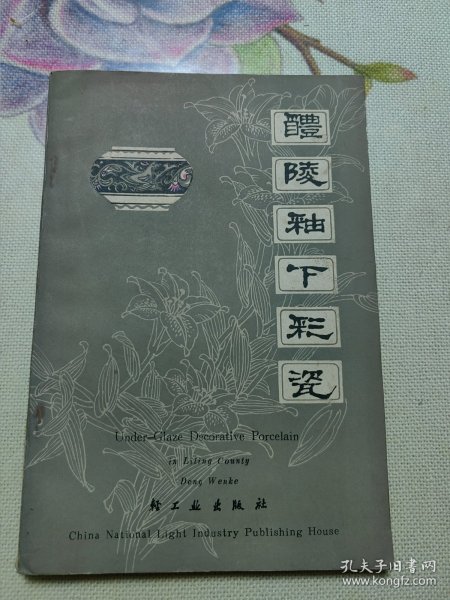 醴陵釉下彩瓷
Under-Glaze Decorative Porcelain
in Liling County
Deng Wenke
轻工业出版社
China National Light Industry Publishing House
孔夫子旧书网
www.kongfz.com